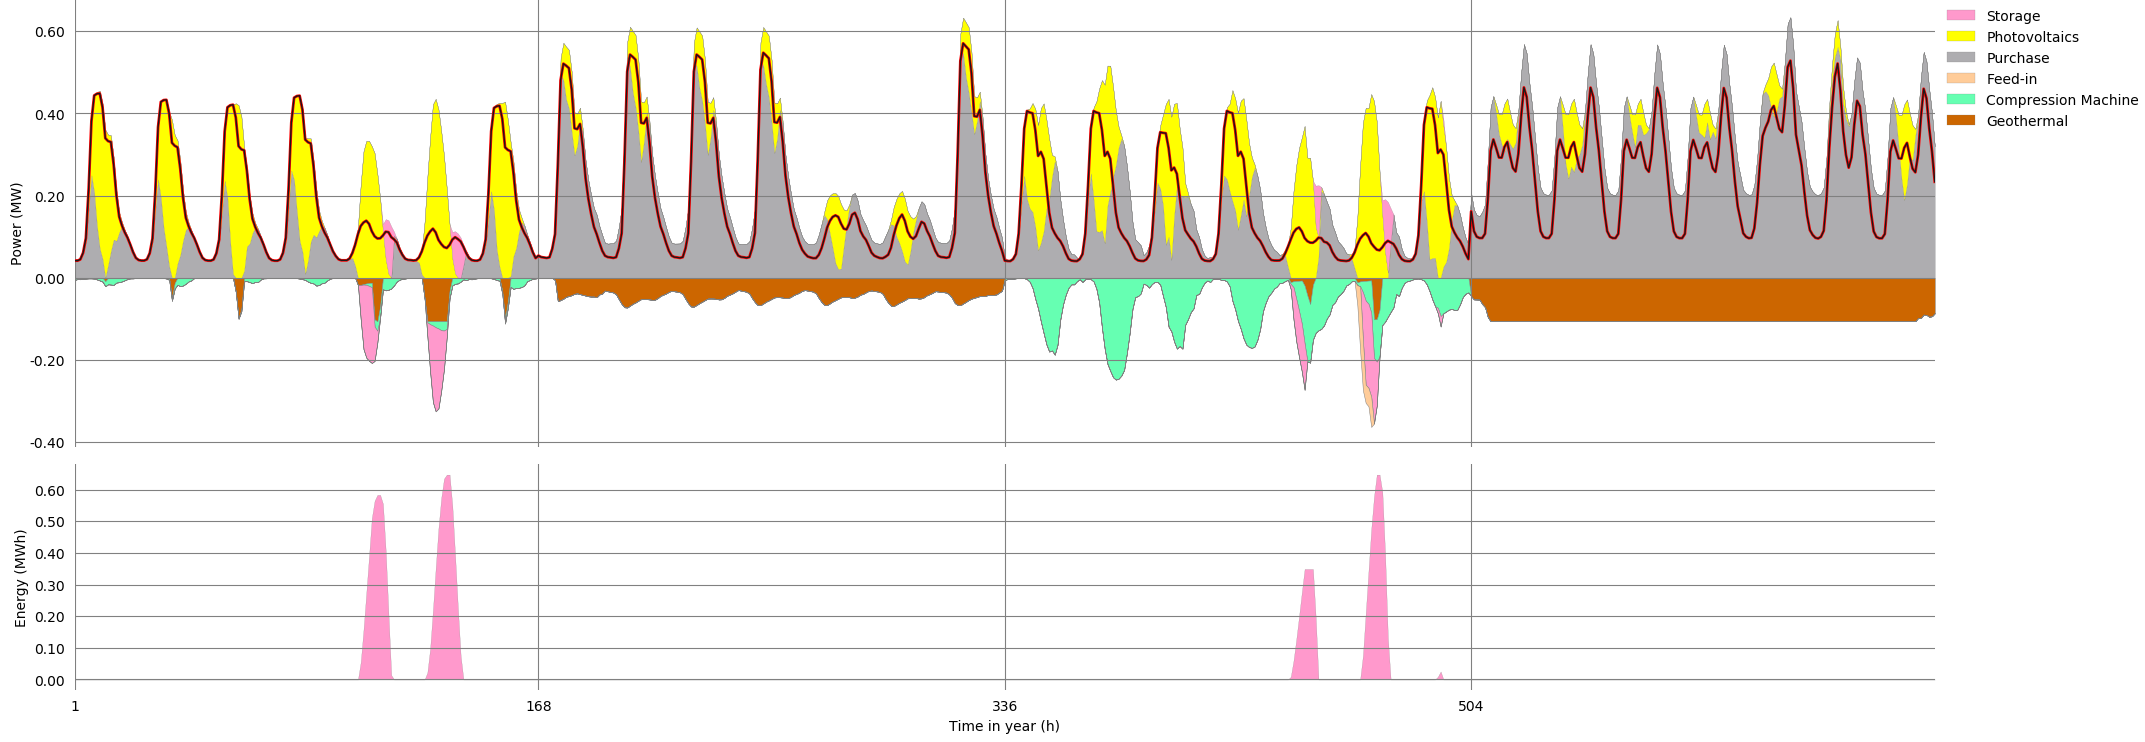 0.60
0.40
0.20
0.00
-0.20
-0.40
Power (MW)
Storage
Photovoltaics
Purchase
Feed-in
Compression Machine
Geothermal
0.60
0.50
0.40
0.30
0.20
0.10
0.00
Energy (MWh)
1 168 336 504
Time in year (h)